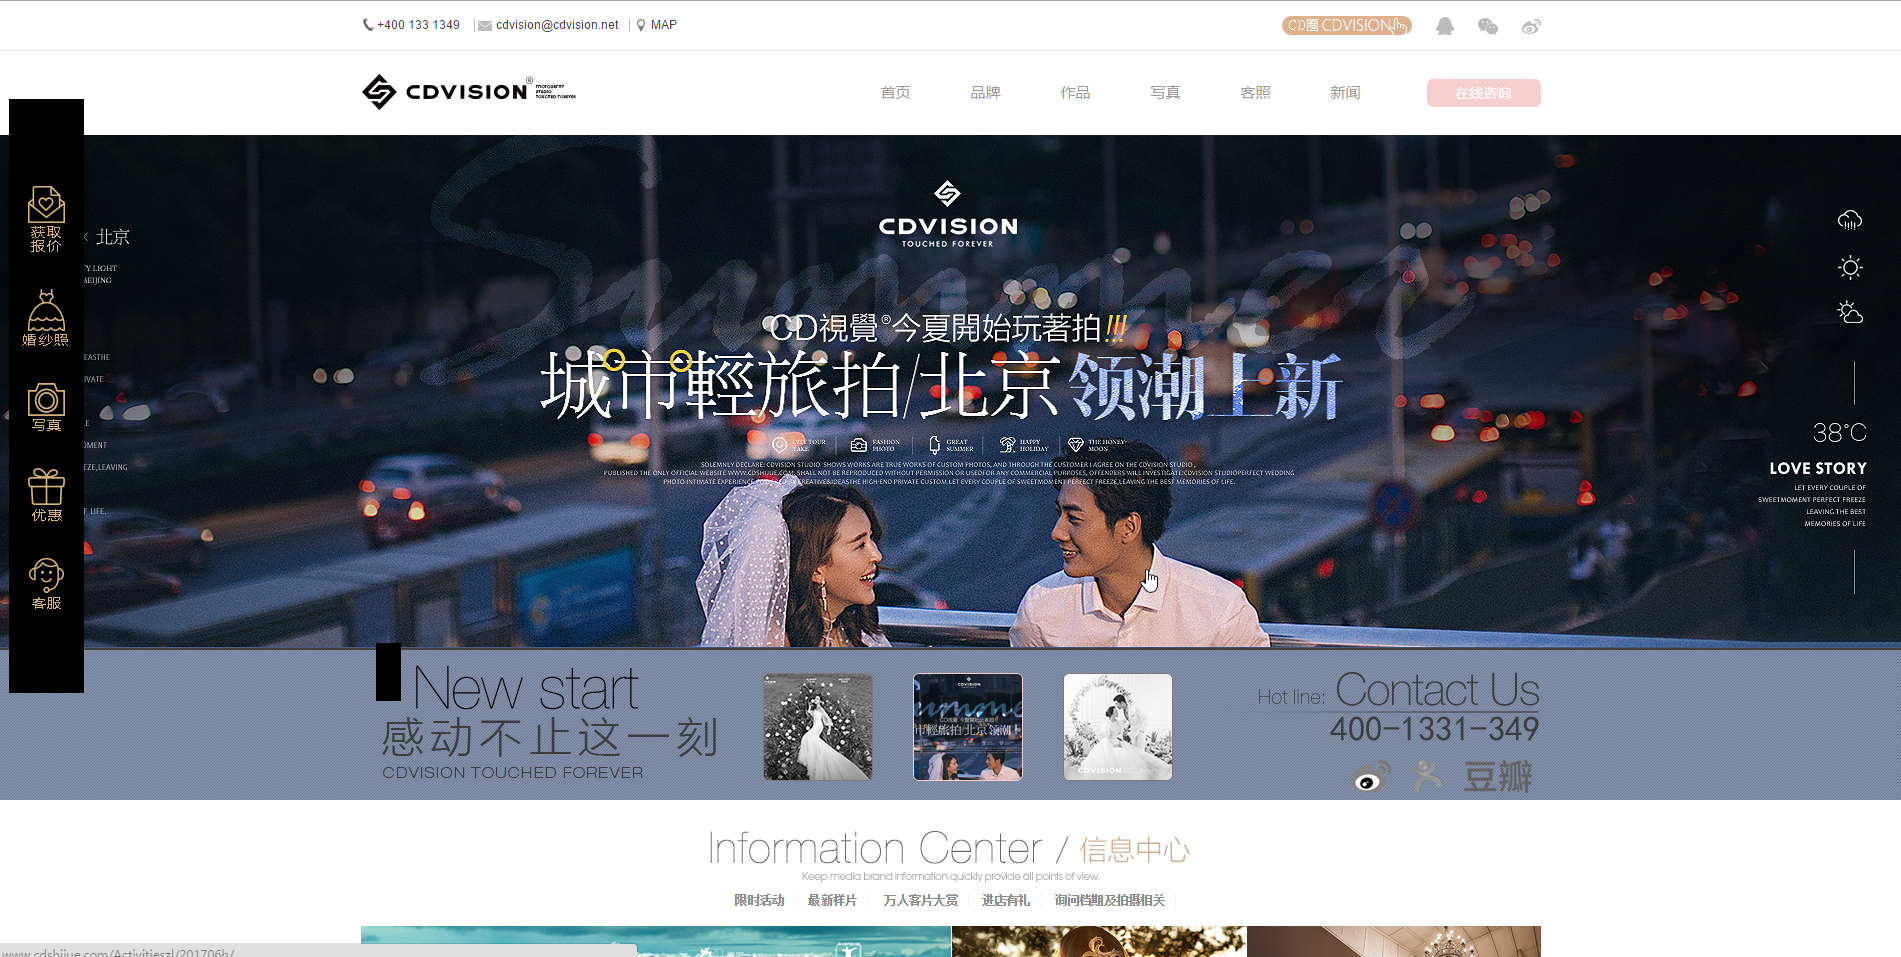 +400 133 1349
cdvision@cdvision.net
MAP
CD圈 CDVISION
CDVISION®
STUDIO
TOUCHED FOREVER
首页
品牌
作品
写真
客照
新闻
在线咨询
获取
报价
婚纱照
写真
优惠
客服
北京
Y LIGHT
BEIJING
EASTHE
IVATE
LE
OMENT
EZE,LEAVING
F LIFE.
Summer
CDVISION
TOUCHED FOREVER
CD視覺®今夏開始玩著拍!!!
城市輕旅拍/北京领潮上新
CITY TOUR
TAKE
FASHION
PHOTO
GREAT
SUMMER
HAPPY
HOLIDAY
THE HONEY
MOON
SOLEMNLY DECLARE: CDVISION STUDIO SHOWS WORKS ARE TRUE WORKS OF CUSTOM PHOTOS, AND THROUGH THE CUSTOMER I AGREE ON THE CDVISION STUDIO ,
PUBLISHED THE ONLY OFFICIAL WEBSITE WWW.CDSHIJUE.COM, SHALL NOT BE REPRODUCED WITHOUT PERMISSION OR USEDFOR ANY COMMERCIAL PURPOSES, OFFENDERS WILL INVESTIGATE!CDVISION STUDIOPERFECT WEDDING
PHOTO INTIMATE EXPERIENCE CREATIVE&IDEASTHE HIGH-END PRIVATE CUSTOM.LET EVERY COUPLE OF SWEETMOMENT PERFECT FREEZE,LEAVING THE BEST MEMORIES OF LIFE.
38°C
LOVE STORY
LET EVERY COUPLE OF
SWEETMOMENT PERFECT FREEZE
LEAVING THE BEST
MEMORIES OF LIFE
New start
感动不止这一刻
CDVISION TOUCHED FOREVER
CDVISION
Hot line: Contact Us
400-1331-349
豆瓣
Information Center / 信息中心
Keep media brand information quickly provide all points of view.
限时活动
最新样片
万人客片大赏
进店有礼
询问档期及拍摄相关
www.cdshijue.com/Activitieszl/201706h/